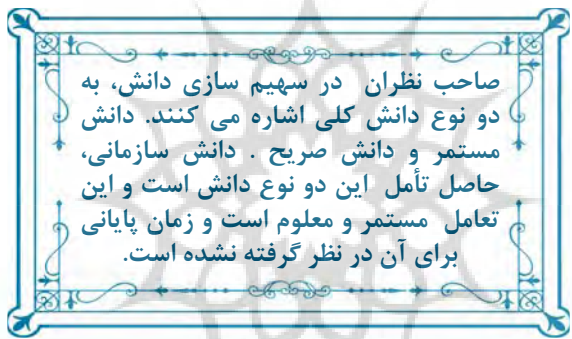 صاحب نظران در سهیم سازی دانش، به
دو نوع دانش کلی اشاره می کنند. دانش
مستمر و دانش صریح . دانش سازمانی،
حاصل تأمل این دو نوع دانش است و این
تعامل مستمر و معلوم است و زمان پایانی
برای آن در نظر گرفته نشده است.